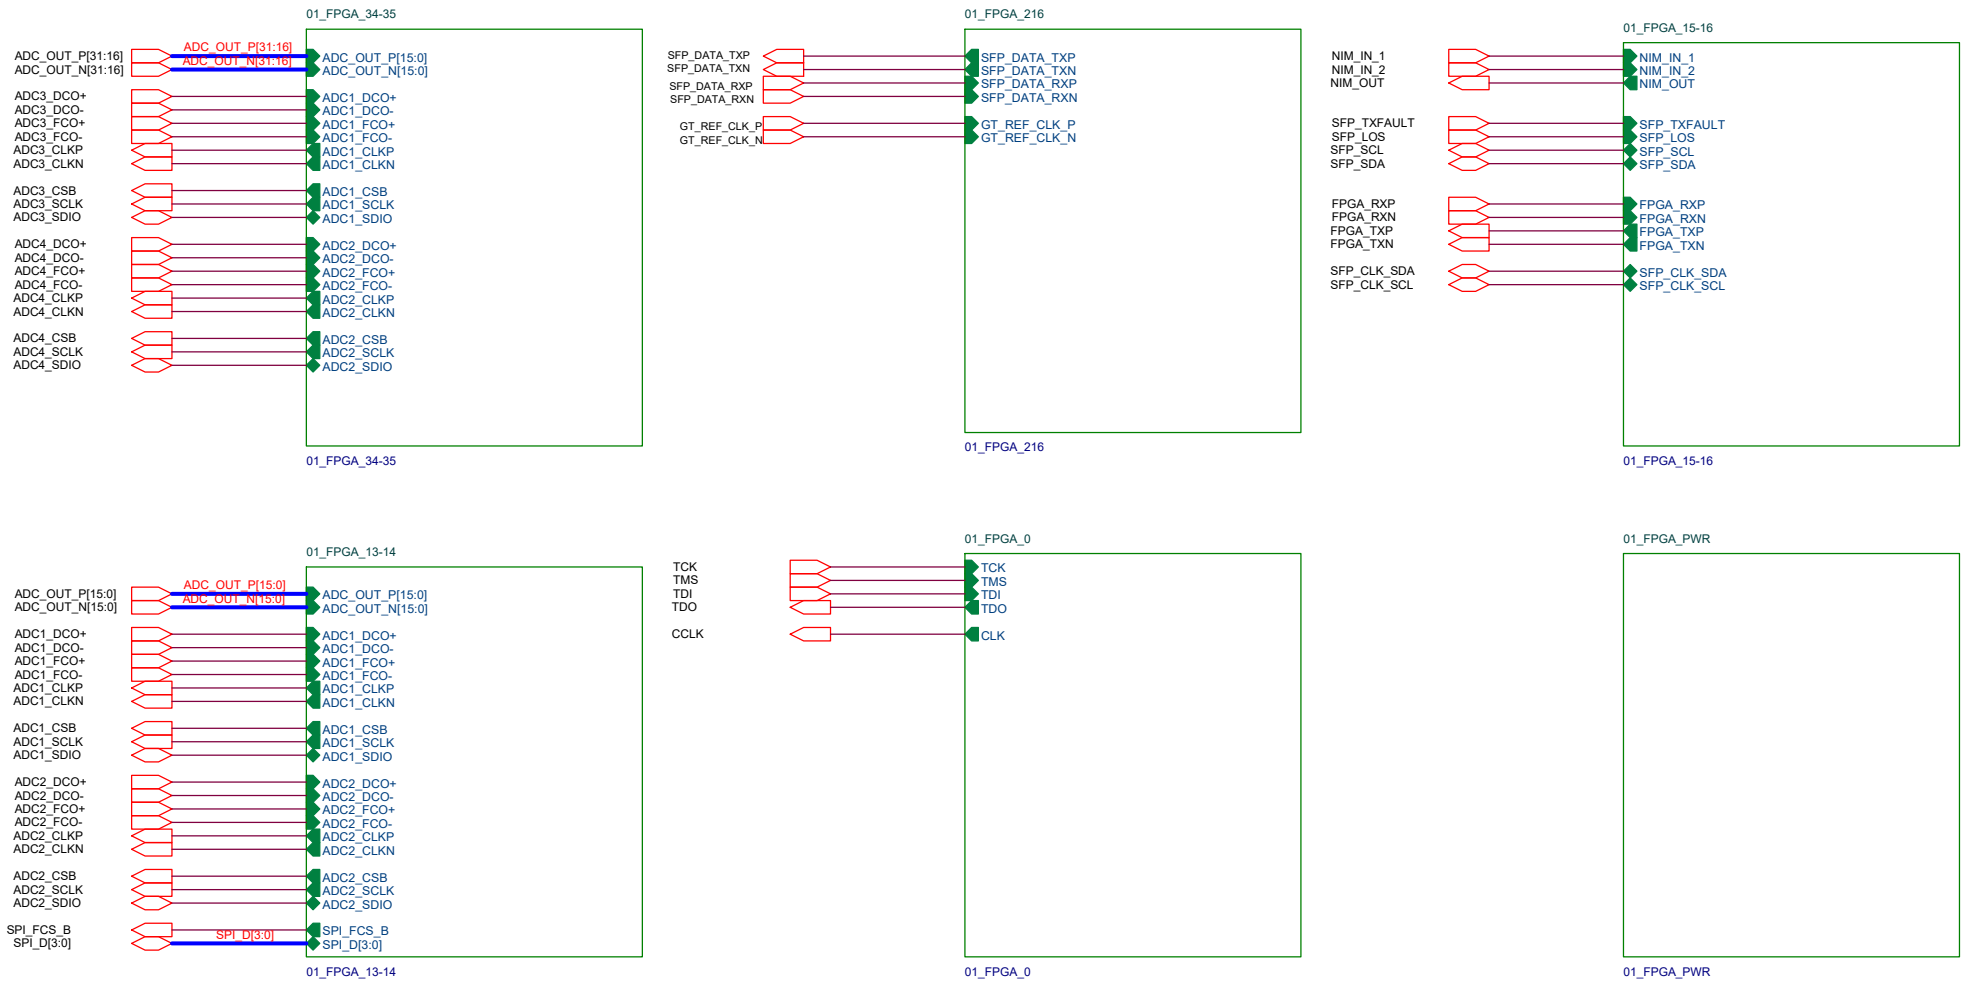 01_FPGA_34-35
ADC_OUT_P[31:16] ADC_OUT_P[31:16] ADC_OUT_P[15:0]
ADC_OUT_N[31:16] ADC_OUT_N[31:16] ADC_OUT_N[15:0]
ADC3_DCO+ ADC1_DCO+
ADC3_DCO- ADC1_DCO-
ADC3_FCO+ ADC1_FCO+
ADC3_FCO- ADC1_FCO-
ADC3_CLKP ADC1_CLKP
ADC3_CLKN ADC1_CLKN
ADC3_CSB ADC1_CSB
ADC3_SCLK ADC1_SCLK
ADC3_SDIO ADC1_SDIO
ADC4_DCO+ ADC2_DCO+
ADC4_DCO- ADC2_DCO-
ADC4_FCO+ ADC2_FCO+
ADC4_FCO- ADC2_FCO-
ADC4_CLKP ADC2_CLKP
ADC4_CLKN ADC2_CLKN
ADC4_CSB ADC2_CSB
ADC4_SCLK ADC2_SCLK
ADC4_SDIO ADC2_SDIO
01_FPGA_34-35
01_FPGA_216
SFP_DATA_TXP SFP_DATA_TXP
SFP_DATA_TXN SFP_DATA_TXN
SFP_DATA_RXP SFP_DATA_RXP
SFP_DATA_RXN SFP_DATA_RXN
GT_REF_CLK_P GT_REF_CLK_P
GT_REF_CLK_N GT_REF_CLK_N
01_FPGA_216
01_FPGA_15-16
NIM_IN_1 NIM_IN_1
NIM_IN_2 NIM_IN_2
NIM_OUT NIM_OUT
SFP_TXFAULT SFP_TXFAULT
SFP_LOS SFP_LOS
SFP_SCL SFP_SCL
SFP_SDA SFP_SDA
FPGA_RXP FPGA_RXP
FPGA_RXN FPGA_RXN
FPGA_TXP FPGA_TXP
FPGA_TXN FPGA_TXN
SFP_CLK_SDA SFP_CLK_SDA
SFP_CLK_SCL SFP_CLK_SCL
01_FPGA_15-16
01_FPGA_13-14
ADC_OUT_P[15:0] ADC_OUT_P[15:0] ADC_OUT_P[15:0]
ADC_OUT_N[15:0] ADC_OUT_N[15:0] ADC_OUT_N[15:0]
ADC1_DCO+ ADC1_DCO+
ADC1_DCO- ADC1_DCO-
ADC1_FCO+ ADC1_FCO+
ADC1_FCO- ADC1_FCO-
ADC1_CLKP ADC1_CLKP
ADC1_CLKN ADC1_CLKN
ADC1_CSB ADC1_CSB
ADC1_SCLK ADC1_SCLK
ADC1_SDIO ADC1_SDIO
ADC2_DCO+ ADC2_DCO+
ADC2_DCO- ADC2_DCO-
ADC2_FCO+ ADC2_FCO+
ADC2_FCO- ADC2_FCO-
ADC2_CLKP ADC2_CLKP
ADC2_CLKN ADC2_CLKN
ADC2_CSB ADC2_CSB
ADC2_SCLK ADC2_SCLK
ADC2_SDIO ADC2_SDIO
SPI_FCS_B SPI_FCS_B
SPI_D[3:0] SPI_D[3:0] SPI_D[3:0]
01_FPGA_13-14
01_FPGA_0
TCK TCK
TMS TMS
TDI TDI
TDO TDO
CCLK CLK
01_FPGA_0
01_FPGA_PWR
01_FPGA_PWR